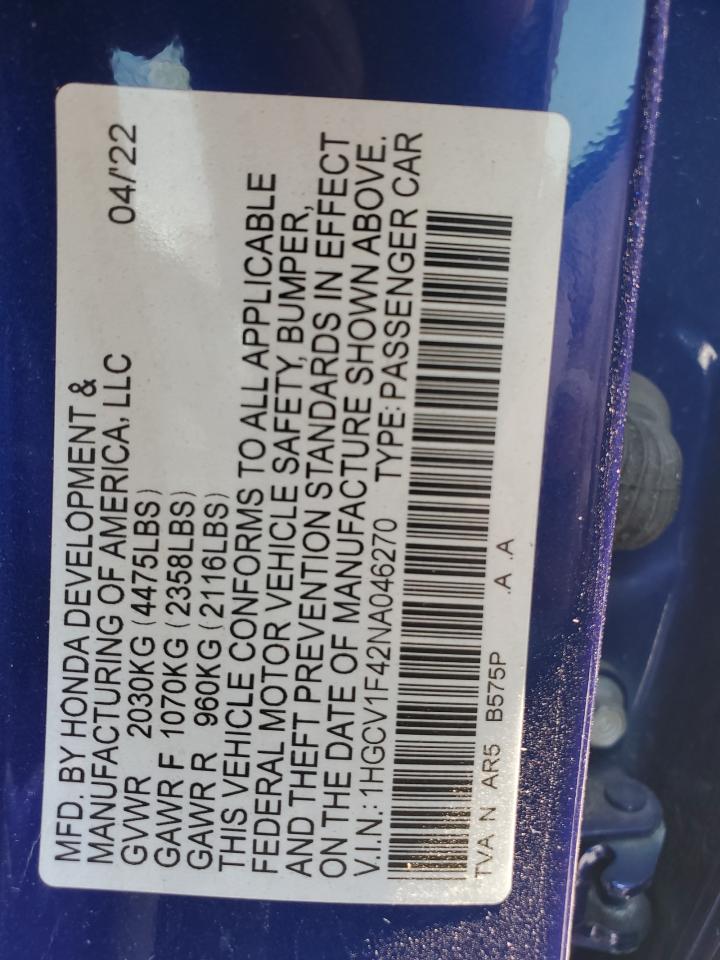 MFD. BY HONDA DEVELOPMENT &
MANUFACTURING OF AMERICA, LLC 04/'22
GVWR 2030KG (4475LBS)
GAWR F 1070KG (2358LBS)
GAWR R 960KG (2116LBS)
THIS VEHICLE CONFORMS TO ALL APPLICABLE
FEDERAL MOTOR VEHICLE SAFETY, BUMPER,
AND THEFT PREVENTION STANDARDS IN EFFECT
ON THE DATE OF MANUFACTURE SHOWN ABOVE.
V.I.N.: 1HGCV1F42NA046270 TYPE: PASSENGER CAR
TVA N AR5 B575P .A .A